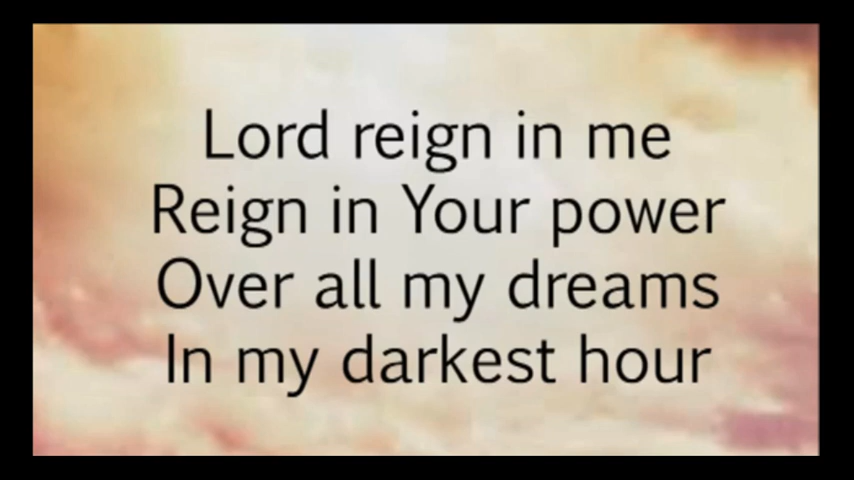 Lord reign in me
Reign in Your power
Over all my dreams
In my darkest hour